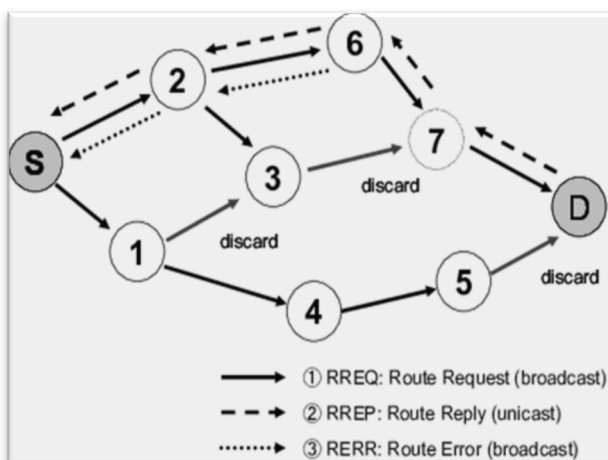 6
2
S
7
3
discard
D
1
discard
5
discard
4
① RREQ: Route Request (broadcast)
② RREP: Route Reply (unicast)
③ RERR: Route Error (broadcast)